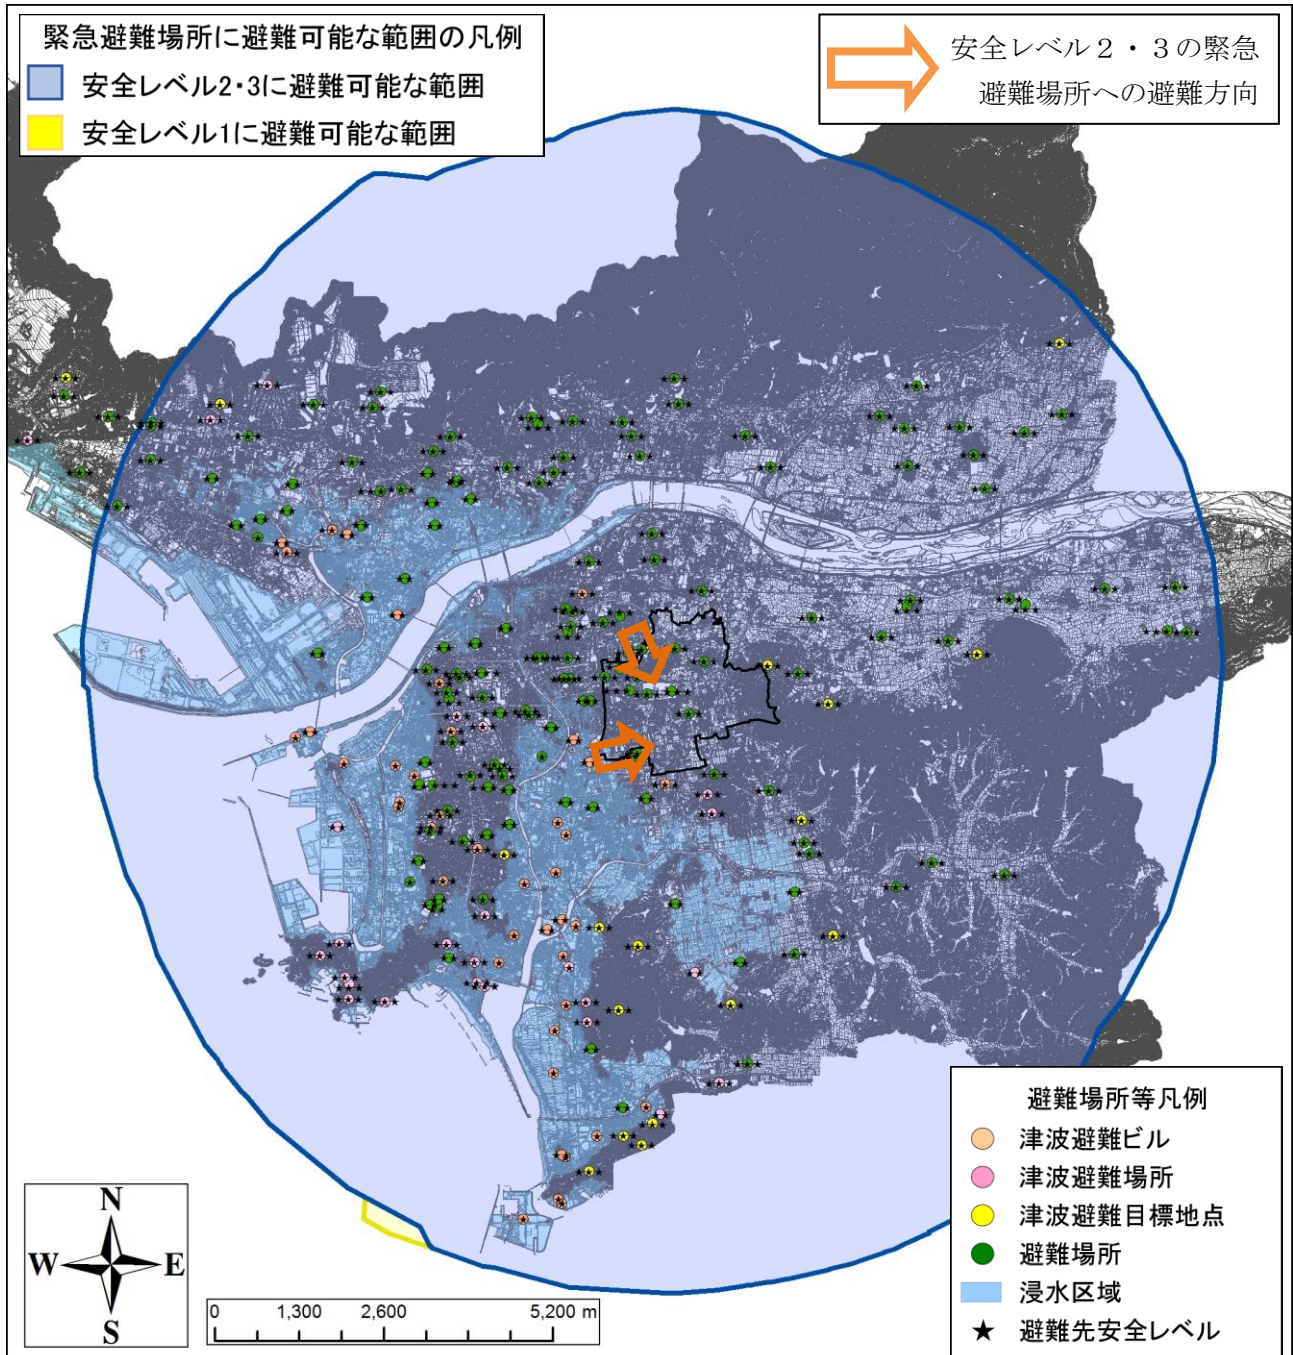 緊急避難場所に避難可能な範囲の凡例
安全レベル2・3に避難可能な範囲
安全レベル1に避難可能な範囲
安全レベル2・3の緊急
避難場所への避難方向
避難場所等凡例
津波避難ビル
津波避難場所
津波避難目標地点
避難場所
浸水区域
★ 避難先安全レベル
N
W E
S
0 1,300 2,600 5,200 m